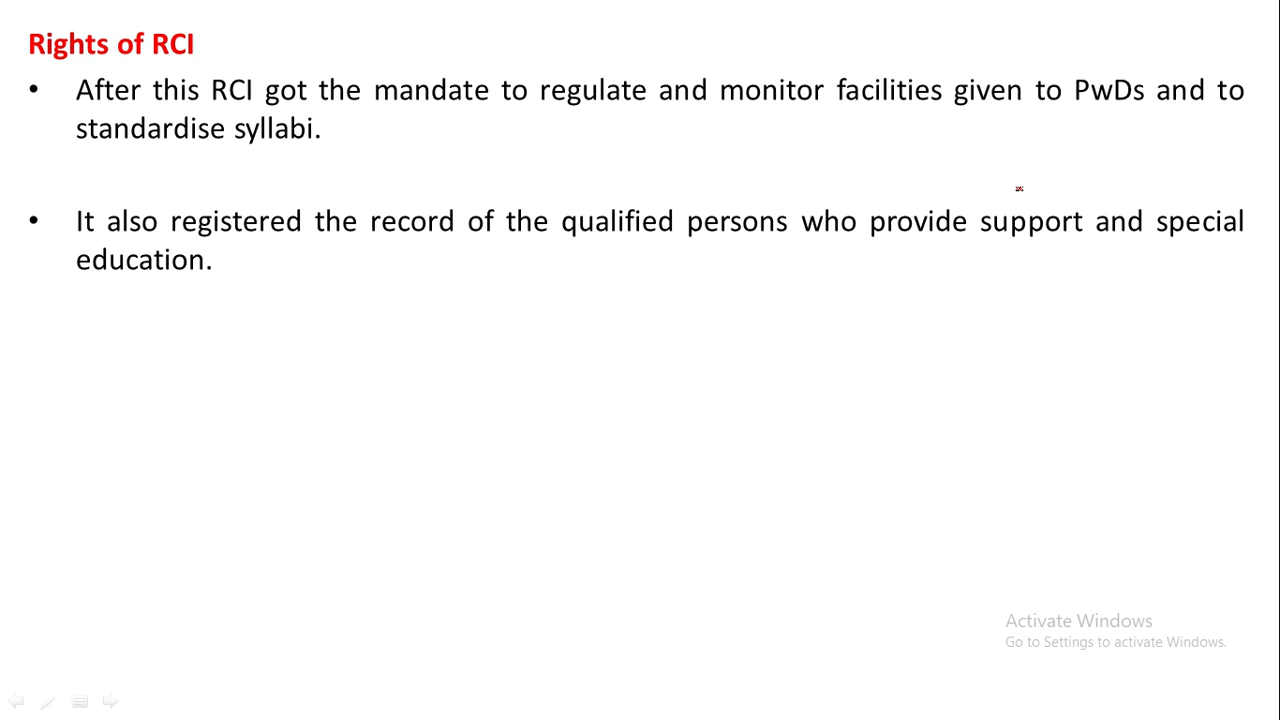 Rights of RCI
• After this RCI got the mandate to regulate and monitor facilities given to PwDs and to
standardise syllabi.
• It also registered the record of the qualified persons who provide support and special
education.
Activate Windows
Go to Settings to activate Windows.